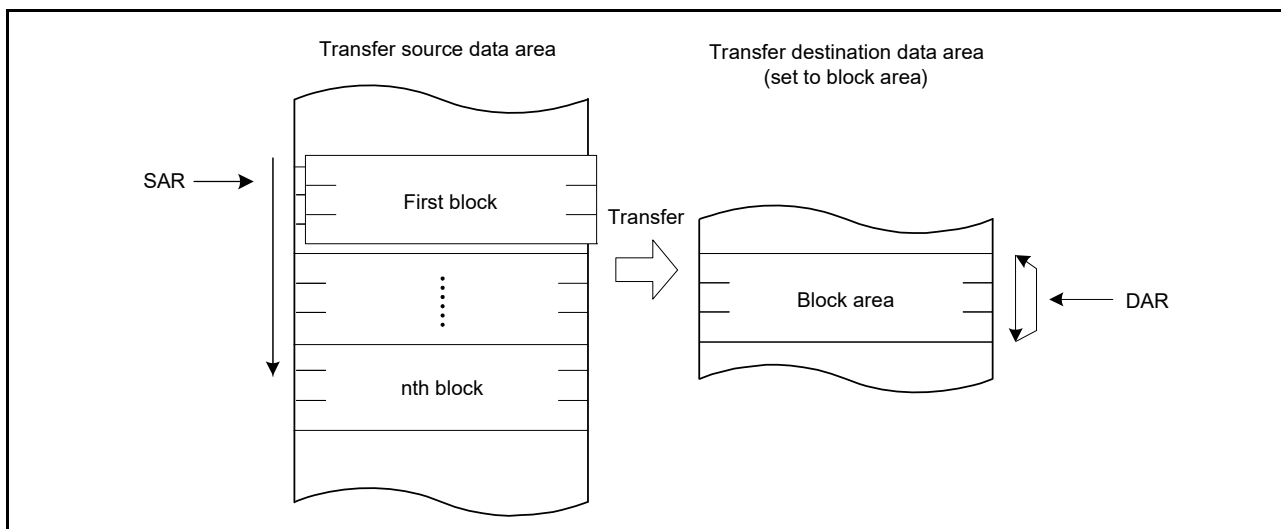 Transfer source data area
Transfer destination data area
(set to block area)
SAR
First block
Transfer
Block area
DAR
nth block